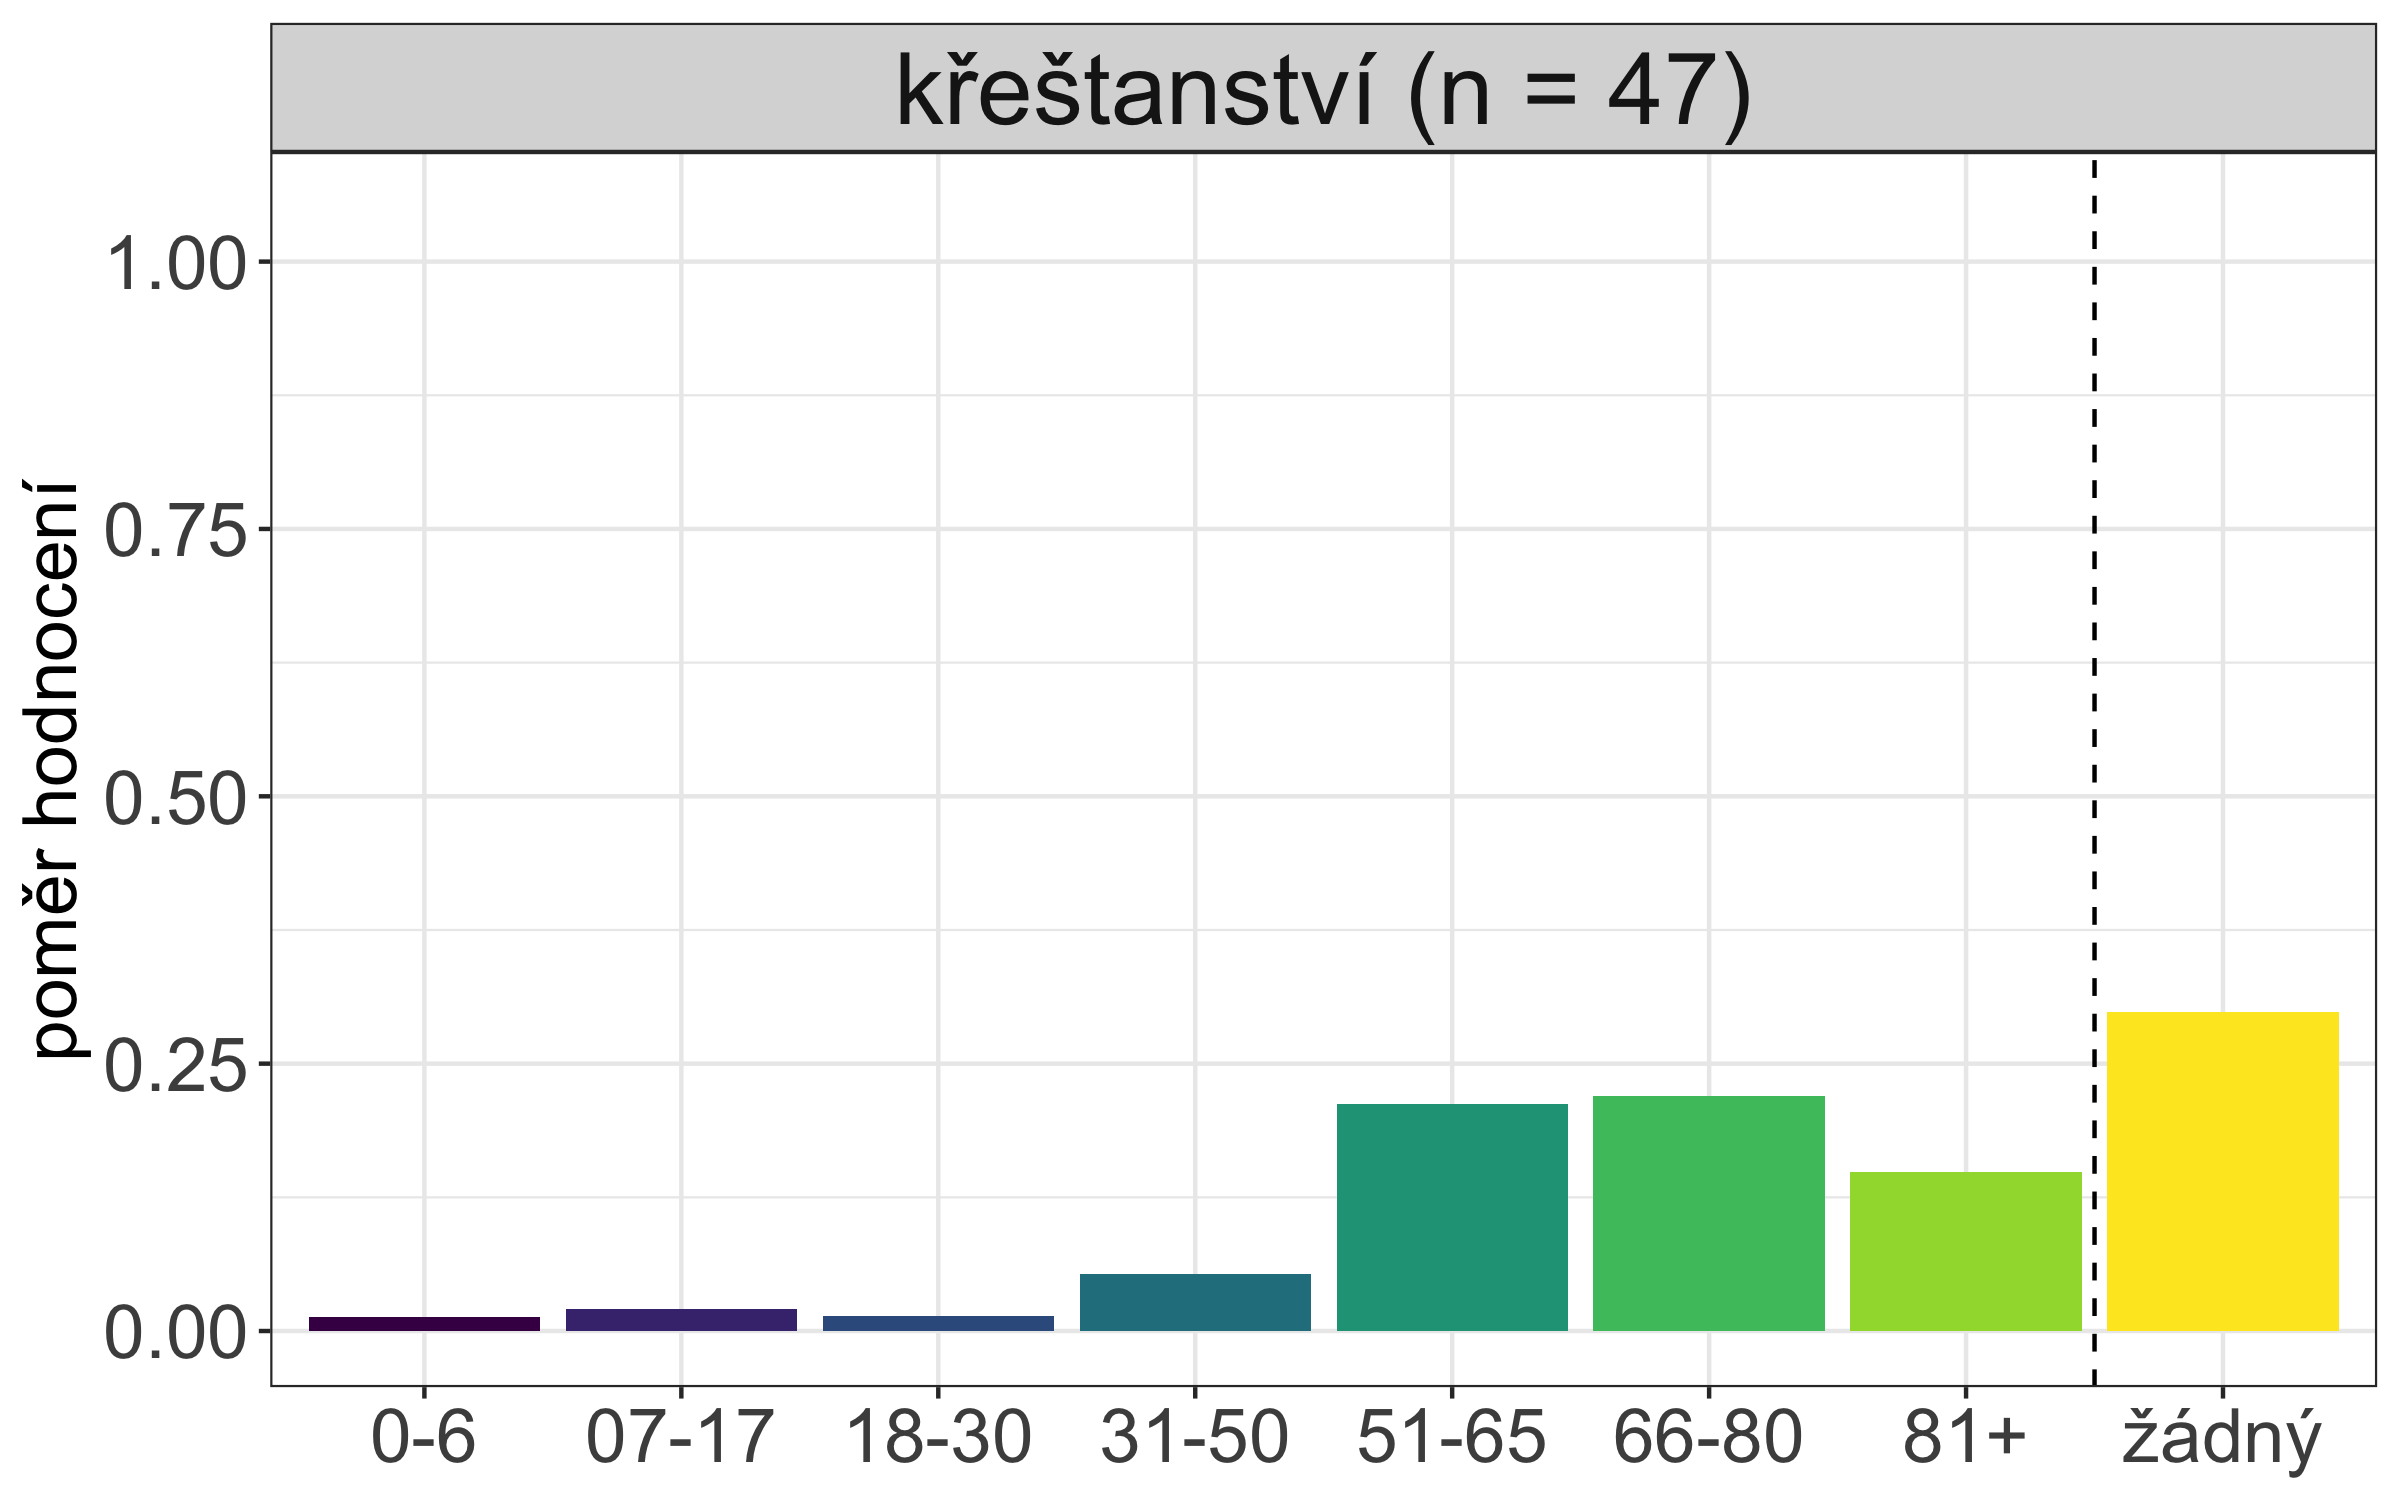 křeštanství (n = 47)
poměr hodnocení
1.00
0.75
0.50
0.25
0.00
0-6 07-17 18-30 31-50 51-65 66-80 81+ žádný